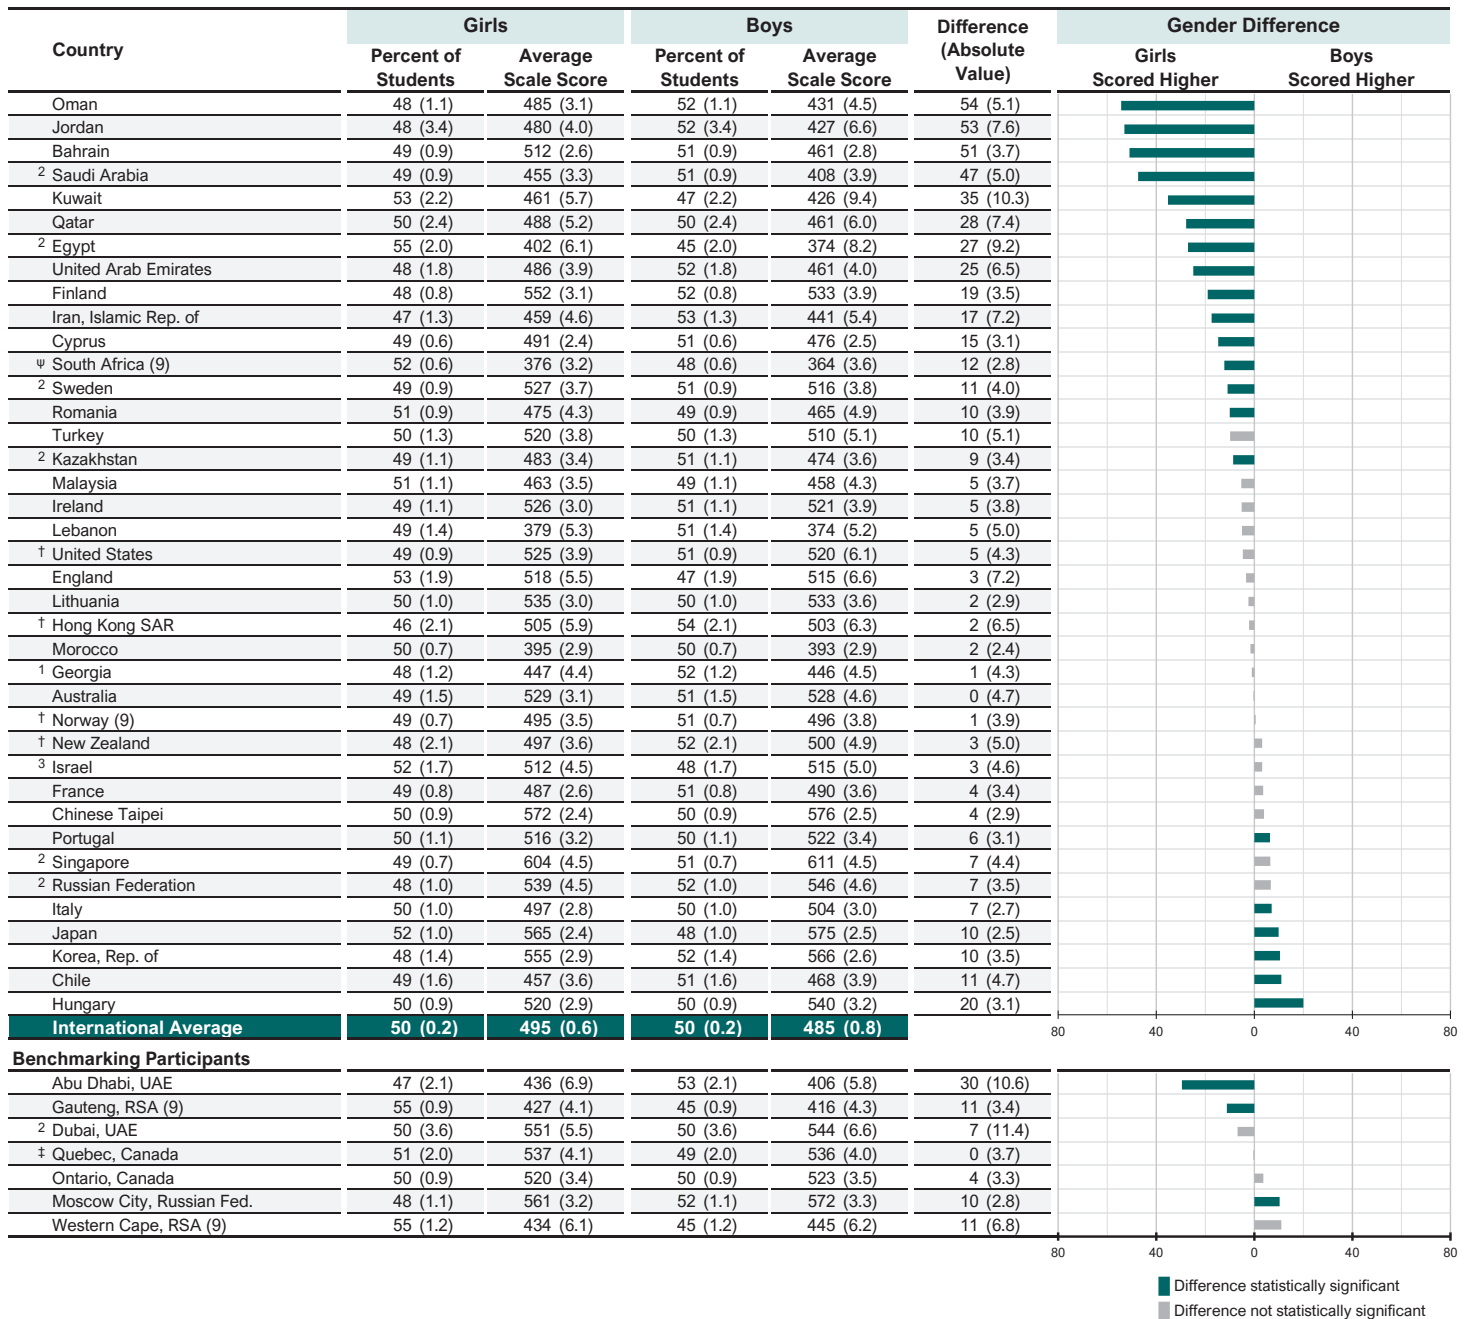 Country Girls Boys Difference (Absolute Value) Gender Difference
Percent of Students Average Scale Score Percent of Students Average Scale Score Girls Scored Higher Boys Scored Higher
Oman 48 (1.1) 485 (3.1) 52 (1.1) 431 (4.5) 54 (5.1)
Jordan 48 (3.4) 480 (4.0) 52 (3.4) 427 (6.6) 53 (7.6)
Bahrain 49 (0.9) 512 (2.6) 51 (0.9) 461 (2.8) 51 (3.7)
2 Saudi Arabia 49 (0.9) 455 (3.3) 51 (0.9) 408 (3.9) 47 (5.0)
Kuwait 53 (2.2) 461 (5.7) 47 (2.2) 426 (9.4) 35 (10.3)
Qatar 50 (2.4) 488 (5.2) 50 (2.4) 461 (6.0) 28 (7.4)
2 Egypt 55 (2.0) 402 (6.1) 45 (2.0) 374 (8.2) 27 (9.2)
United Arab Emirates 48 (1.8) 486 (3.9) 52 (1.8) 461 (4.0) 25 (6.5)
Finland 48 (0.8) 552 (3.1) 52 (0.8) 533 (3.9) 19 (3.5)
Iran, Islamic Rep. of 47 (1.3) 459 (4.6) 53 (1.3) 441 (5.4) 17 (7.2)
Cyprus 49 (0.6) 491 (2.4) 51 (0.6) 476 (2.5) 15 (3.1)
ψ South Africa (9) 52 (0.6) 376 (3.2) 48 (0.6) 364 (3.6) 12 (2.8)
2 Sweden 49 (0.9) 527 (3.7) 51 (0.9) 516 (3.8) 11 (4.0)
Romania 51 (0.9) 475 (4.3) 49 (0.9) 465 (4.9) 10 (3.9)
Turkey 50 (1.3) 520 (3.8) 50 (1.3) 510 (5.1) 10 (5.1)
2 Kazakhstan 49 (1.1) 483 (3.4) 51 (1.1) 474 (3.6) 9 (3.4)
Malaysia 51 (1.1) 463 (3.5) 49 (1.1) 458 (4.3) 5 (3.7)
Ireland 49 (1.1) 526 (3.0) 51 (1.1) 521 (3.9) 5 (3.8)
Lebanon 49 (1.4) 379 (5.3) 51 (1.4) 374 (5.2) 5 (5.0)
† United States 49 (0.9) 525 (3.9) 51 (0.9) 520 (6.1) 5 (4.3)
England 53 (1.9) 518 (5.5) 47 (1.9) 515 (6.6) 3 (7.2)
Lithuania 50 (1.0) 535 (3.0) 50 (1.0) 533 (3.6) 2 (2.9)
† Hong Kong SAR 46 (2.1) 505 (5.9) 54 (2.1) 503 (6.3) 2 (6.5)
Morocco 50 (0.7) 395 (2.9) 50 (0.7) 393 (2.9) 2 (2.4)
1 Georgia 48 (1.2) 447 (4.4) 52 (1.2) 446 (4.5) 1 (4.3)
Australia 49 (1.5) 529 (3.1) 51 (1.5) 528 (4.6) 0 (4.7)
† Norway (9) 49 (0.7) 495 (3.5) 51 (0.7) 496 (3.8) 1 (3.9)
† New Zealand 48 (2.1) 497 (3.6) 52 (2.1) 500 (4.9) 3 (5.0)
3 Israel 52 (1.7) 512 (4.5) 48 (1.7) 515 (5.0) 3 (4.6)
France 49 (0.8) 487 (2.6) 51 (0.8) 490 (3.6) 4 (3.4)
Chinese Taipei 50 (0.9) 572 (2.4) 50 (0.9) 576 (2.5) 4 (2.9)
Portugal 50 (1.1) 516 (3.2) 50 (1.1) 522 (3.4) 6 (3.1)
2 Singapore 49 (0.7) 604 (4.5) 51 (0.7) 611 (4.5) 7 (4.4)
2 Russian Federation 48 (1.0) 539 (4.5) 52 (1.0) 546 (4.6) 7 (3.5)
Italy 50 (1.0) 497 (2.8) 50 (1.0) 504 (3.0) 7 (2.7)
Japan 52 (1.0) 565 (2.4) 48 (1.0) 575 (2.5) 10 (2.5)
Korea, Rep. of 48 (1.4) 555 (2.9) 52 (1.4) 566 (2.6) 10 (3.5)
Chile 49 (1.6) 457 (3.6) 51 (1.6) 468 (3.9) 11 (4.7)
Hungary 50 (0.9) 520 (2.9) 50 (0.9) 540 (3.2) 20 (3.1)
International Average 50 (0.2) 495 (0.6) 50 (0.2) 485 (0.8)
80 40 0 40 80
Benchmarking Participants
Abu Dhabi, UAE 47 (2.1) 436 (6.9) 53 (2.1) 406 (5.8) 30 (10.6)
Gauteng, RSA (9) 55 (0.9) 427 (4.1) 45 (0.9) 416 (4.3) 11 (3.4)
2 Dubai, UAE 50 (3.6) 551 (5.5) 50 (3.6) 544 (6.6) 7 (11.4)
‡ Quebec, Canada 51 (2.0) 537 (4.1) 49 (2.0) 536 (4.0) 0 (3.7)
Ontario, Canada 50 (0.9) 520 (3.4) 50 (0.9) 523 (3.5) 4 (3.3)
Moscow City, Russian Fed. 48 (1.1) 561 (3.2) 52 (1.1) 572 (3.3) 10 (2.8)
Western Cape, RSA (9) 55 (1.2) 434 (6.1) 45 (1.2) 445 (6.2) 11 (6.8)
80 40 0 40 80
Difference statistically significant
Difference not statistically significant